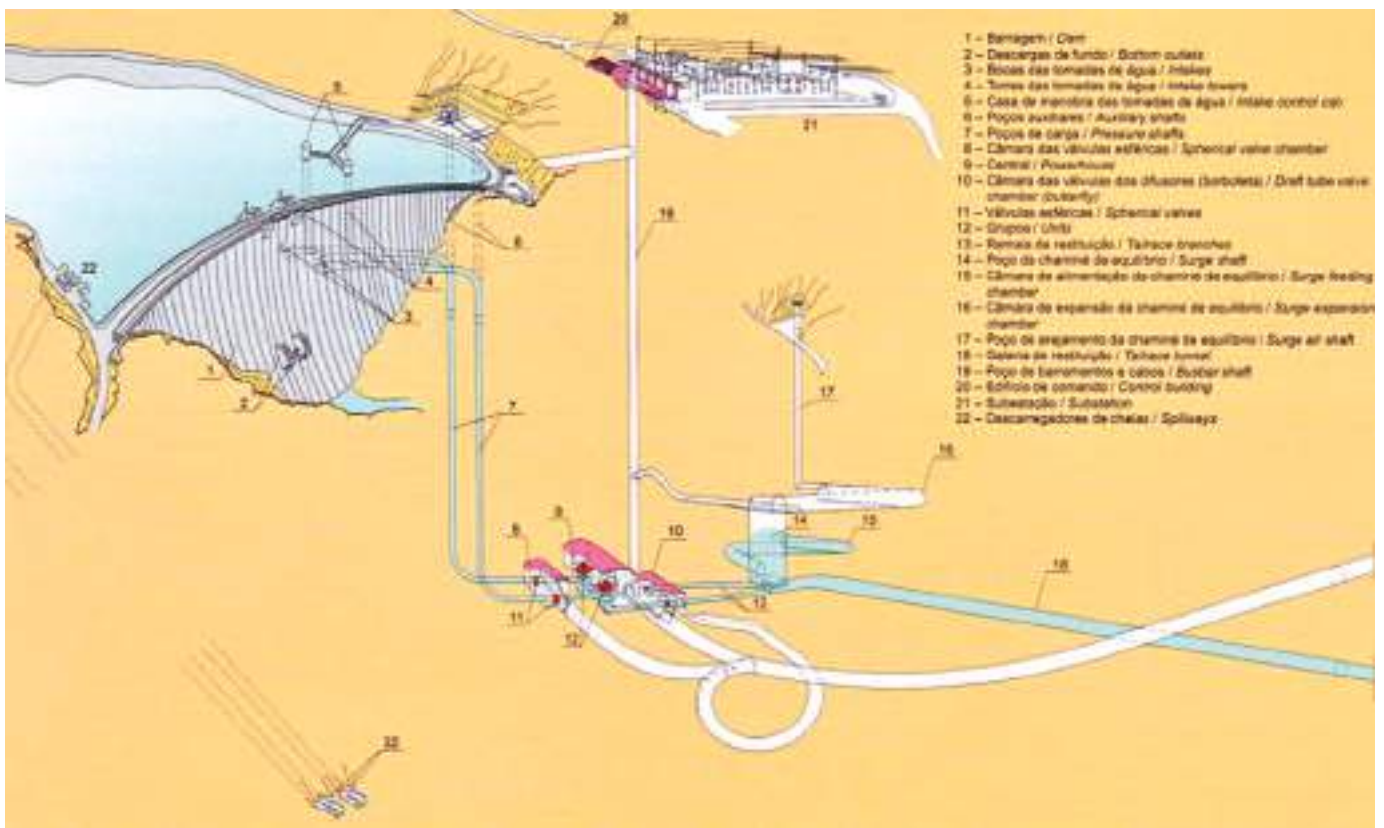 1 – Barragem / Dam
2 – Descargas de fundo / Bottom outlets
3 – Bocas das tomadas de água / Intakes
4 – Torres das tomadas de água / Intake towers
5 – Casa de manobra das tomadas de água / Intake control cab.
6 – Poços auxiliares / Auxiliary shafts
7 – Poços de carga / Pressure shafts
8 – Câmara das válvulas esféricas / Spherical valve chamber
9 – Central / Powerhouse
10 – Câmara das válvulas dos difusores (borboleta) / Draft tube valve
chamber (butterfly)
11 – Válvulas esféricas / Spherical valves
12 – Grupos / Units
13 – Ramais de restituição / Tailrace branches
14 – Poço da chaminé de equilíbrio / Surge shaft
15 – Câmara de alimentação da chaminé de equilíbrio / Surge feeding
chamber
16 – Câmara de expansão da chaminé de equilíbrio / Surge expansion
chamber
17 – Poço de arejamento da chaminé de equilíbrio / Surge air shaft
18 – Galeria de restituição / Tailrace tunnel
19 – Poço de barramentos e cabos / Busbar shaft
20 – Edifício de comando / Control building
21 – Subestação / Substation
22 – Descarregadores de cheias / Spillways
20
21
19
6
22
4
3
1
2
7
17
16
14
15
8
9
10
11
12
13
18
22